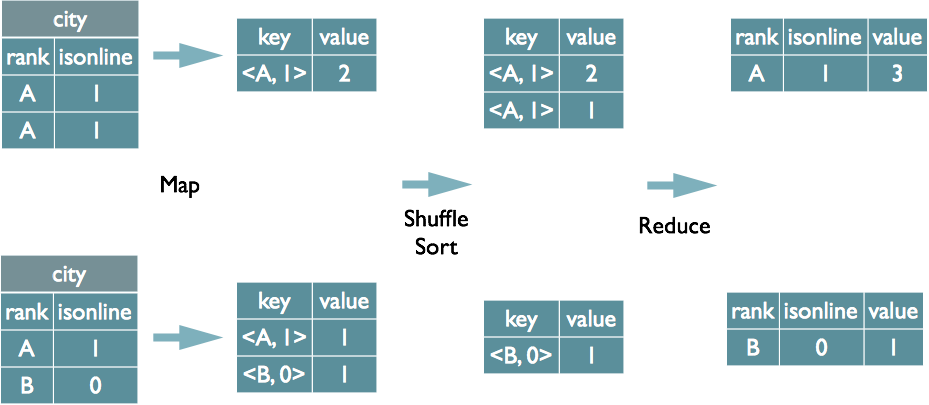 city
rank isonline
A 1
A 1
key value
<A, 1> 2
key value
<A, 1> 2
<A, 1> 1
rank isonline value
A 1 3
Map
Shuffle
Sort
Reduce
city
rank isonline
A 1
B 0
key value
<A, 1> 1
<B, 0> 1
key value
<B, 0> 1
rank isonline value
B 0 1